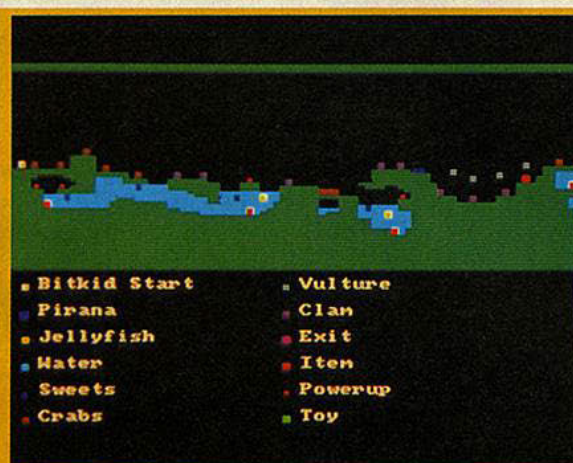 Bitkid Start
Pirana
Jellyfish
Water
Sweets
Crabs
Vulture
Clam
Exit
Item
Powerup
Toy